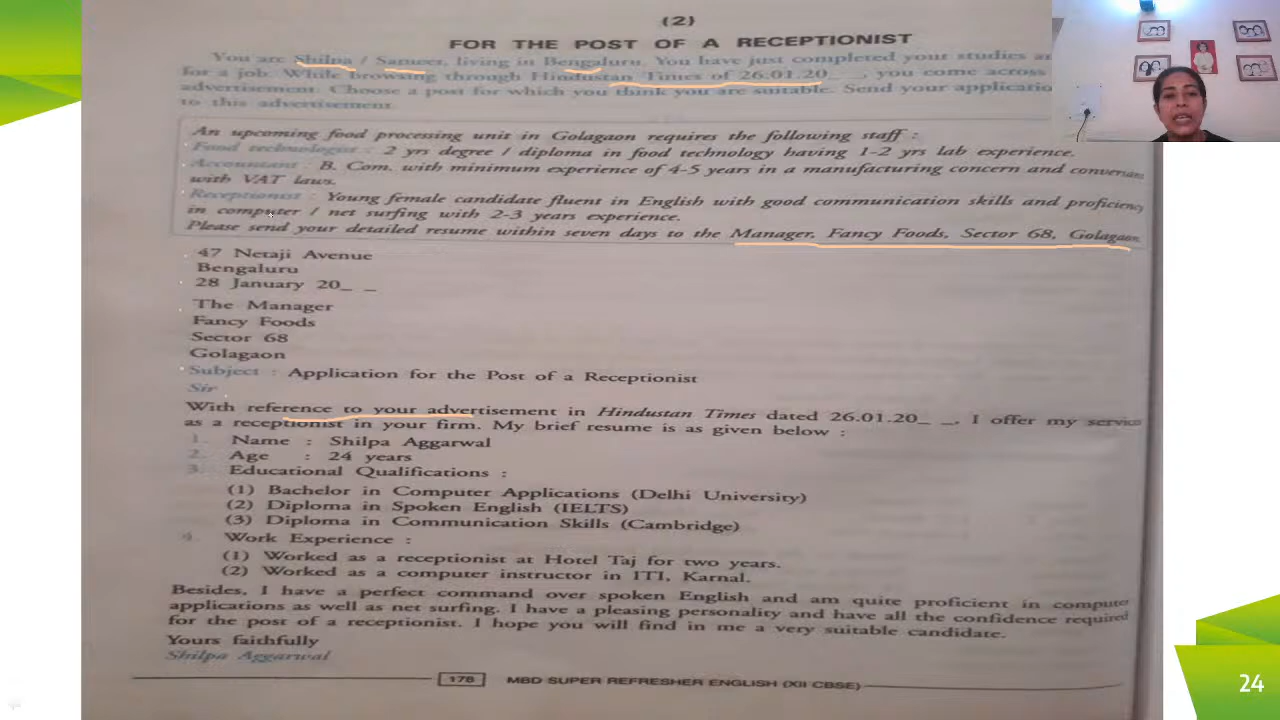 (2)
FOR THE POST OF A RECEPTIONIST
You are Shilpa / Sameer, living in Bengaluru. You have just completed your studies
for a job. While browsing through Hindustan Times of 26.01.20__, you come across
advertisement. Choose a post for which you think you are suitable. Send your
to this advertisement.
An upcoming food processing unit in Golagaon requires the following staff :
Food technologist : 2 yrs degree / diploma in food technology having 1-2 yrs lab experience.
Accountant : B. Com. with minimum experience of 4-5 years in a manufacturing concern and
with VAT laws.
Receptionist : Young female candidate fluent in English with good communication skills and proficiency
in computer / net surfing with 2-3 years experience.
Please send your detailed resume within seven days to the Manager, Fancy Foods, Sector 68, Golagaon.
47 Netaji Avenue
Bengaluru
28 January 20_ _
The Manager
Fancy Foods
Sector 68
Golagaon
Subject : Application for the Post of a Receptionist
Sir
With reference to your advertisement in Hindustan Times dated 26.01.20_ _, I offer my
as a receptionist in your firm. My brief resume is as given below :
1. Name : Shilpa Aggarwal
2. Age : 24 years
3. Educational Qualifications :
(1) Bachelor in Computer Applications (Delhi University)
(2) Diploma in Spoken English (IELTS)
(3) Diploma in Communication Skills (Cambridge)
4. Work Experience :
(1) Worked as a receptionist at Hotel Taj for two years.
(2) Worked as a computer instructor in ITI, Karnal.
Besides, I have a perfect command over spoken English and am quite proficient in computer
applications as well as net surfing. I have a pleasing personality and have all the confidence required
for the post of a receptionist. I hope you will find in me a very suitable candidate.
Yours faithfully
Shilpa Aggarwal
178 MBD SUPER REFRESHER ENGLISH (XII CBSE)
24